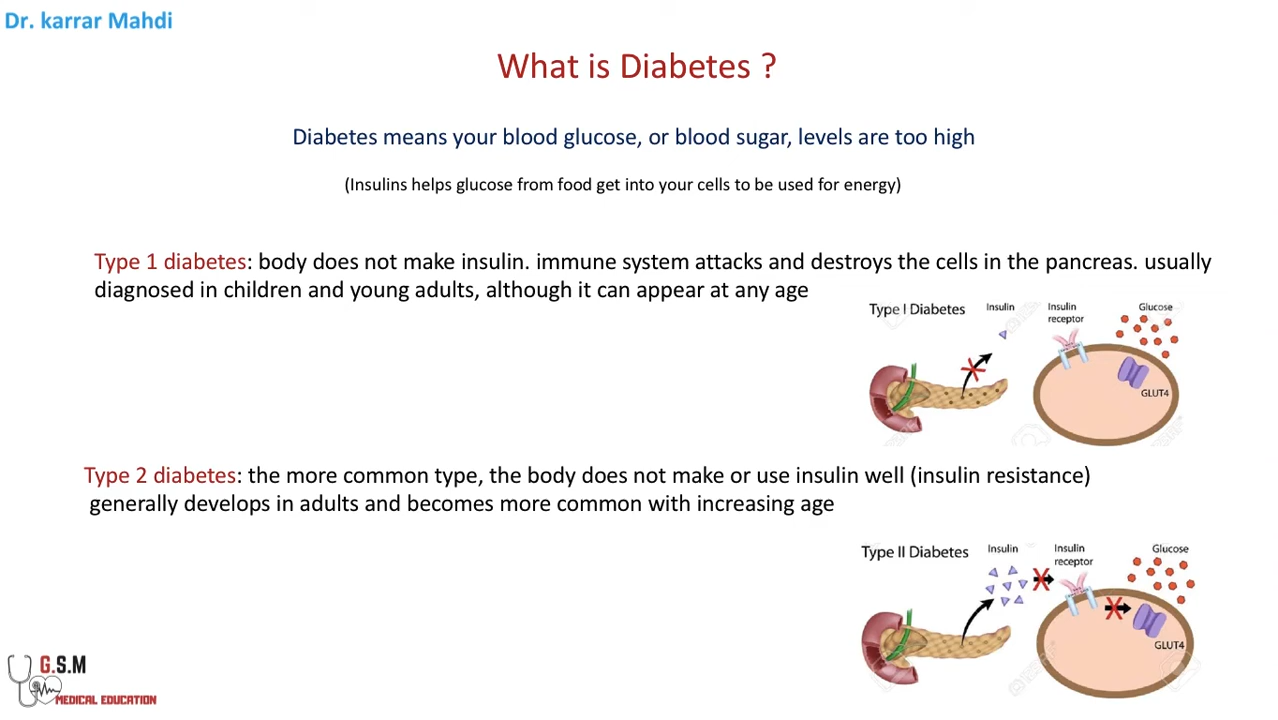 Dr. karrar Mahdi
What is Diabetes ?
Diabetes means your blood glucose, or blood sugar, levels are too high
(Insulins helps glucose from food get into your cells to be used for energy)
Type 1 diabetes: body does not make insulin. immune system attacks and destroys the cells in the pancreas. usually
diagnosed in children and young adults, although it can appear at any age
Type I Diabetes
Insulin
Insulin
receptor
Glucose
GLUT4
Type 2 diabetes: the more common type, the body does not make or use insulin well (insulin resistance)
generally develops in adults and becomes more common with increasing age
Type II Diabetes
Insulin
Insulin
receptor
Glucose
GLUT4
G.S.M
MEDICAL EDUCATION